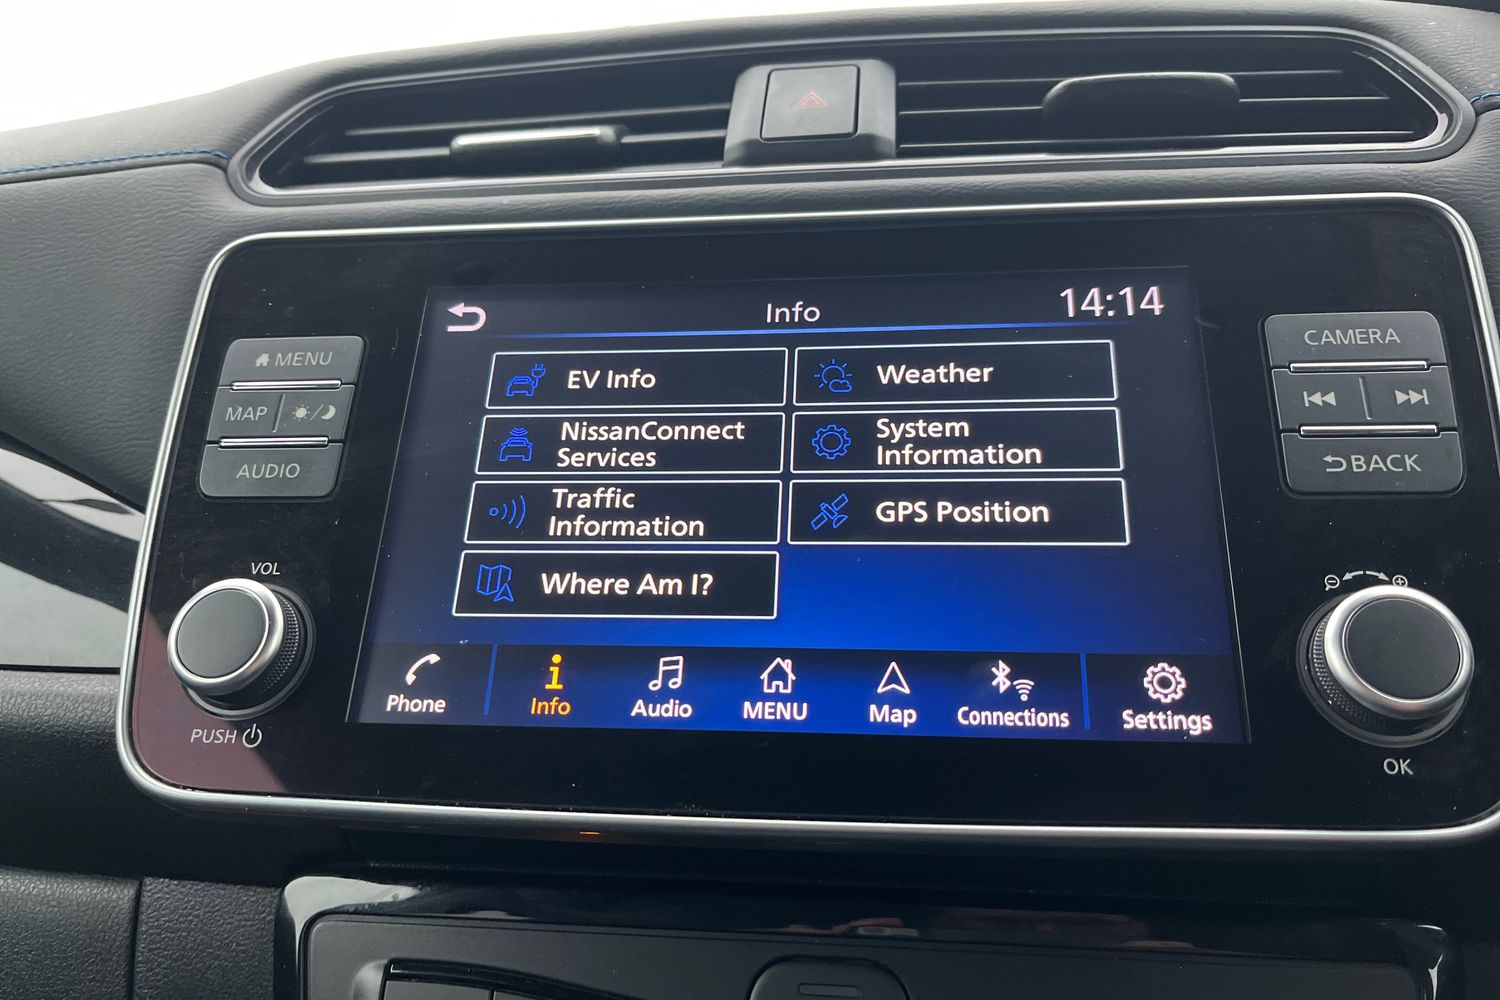 Info
14:14
MENU
MAP
AUDIO
VOL
PUSH
EV Info
Weather
NissanConnect
Services
System
Information
Traffic
Information
GPS Position
Where Am I?
Phone
Info
Audio
MENU
Map
Connections
Settings
CAMERA
BACK
OK